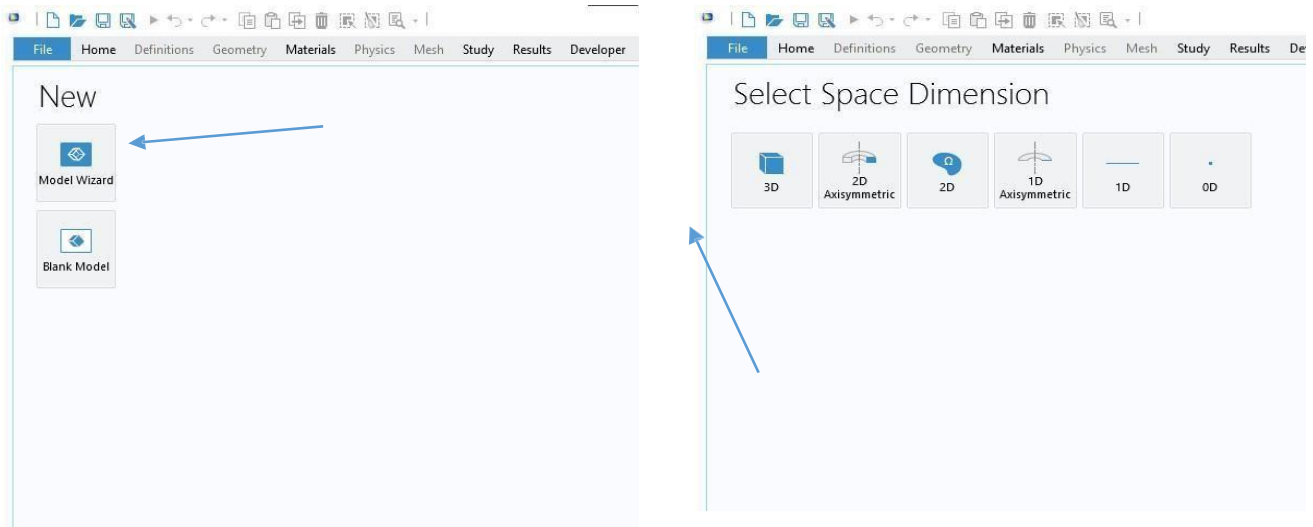 File Home Definitions Geometry Materials Physics Mesh Study Results Developer
New
Model Wizard
Blank Model
File Home Definitions Geometry Materials Physics Mesh Study Results
Select Space Dimension
3D
2D
Axisymmetric
Ω
2D
1D
Axisymmetric
1D
0D